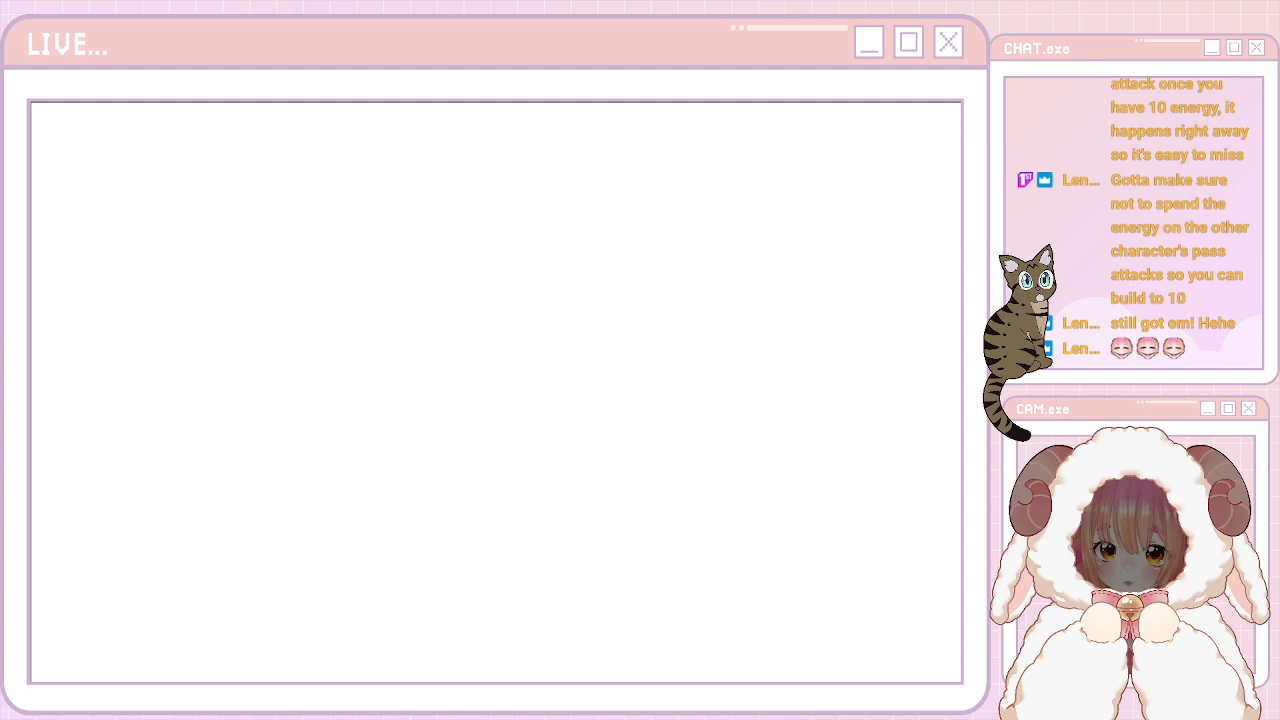 LIVE...
CHAT.exe
attack once you
have 10 energy, it
happens right away
so it's easy to miss
Len... Gotta make sure
not to spend the
energy on the other
character's pass
attacks so you can
build to 10
Len... still got em! Hehe
Len...
CAM.exe